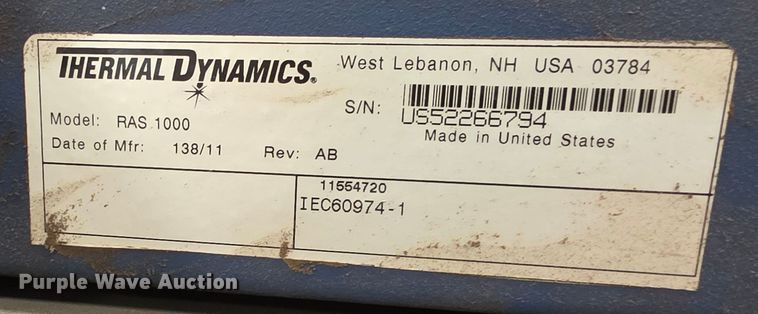 THERMAL DYNAMICS®
West Lebanon, NH USA 03784
S/N:
US52266794
Made in United States
Model: RAS 1000
Date of Mfr: 138/11 Rev: AB
11554720
IEC60974-1
Purple Wave Auction